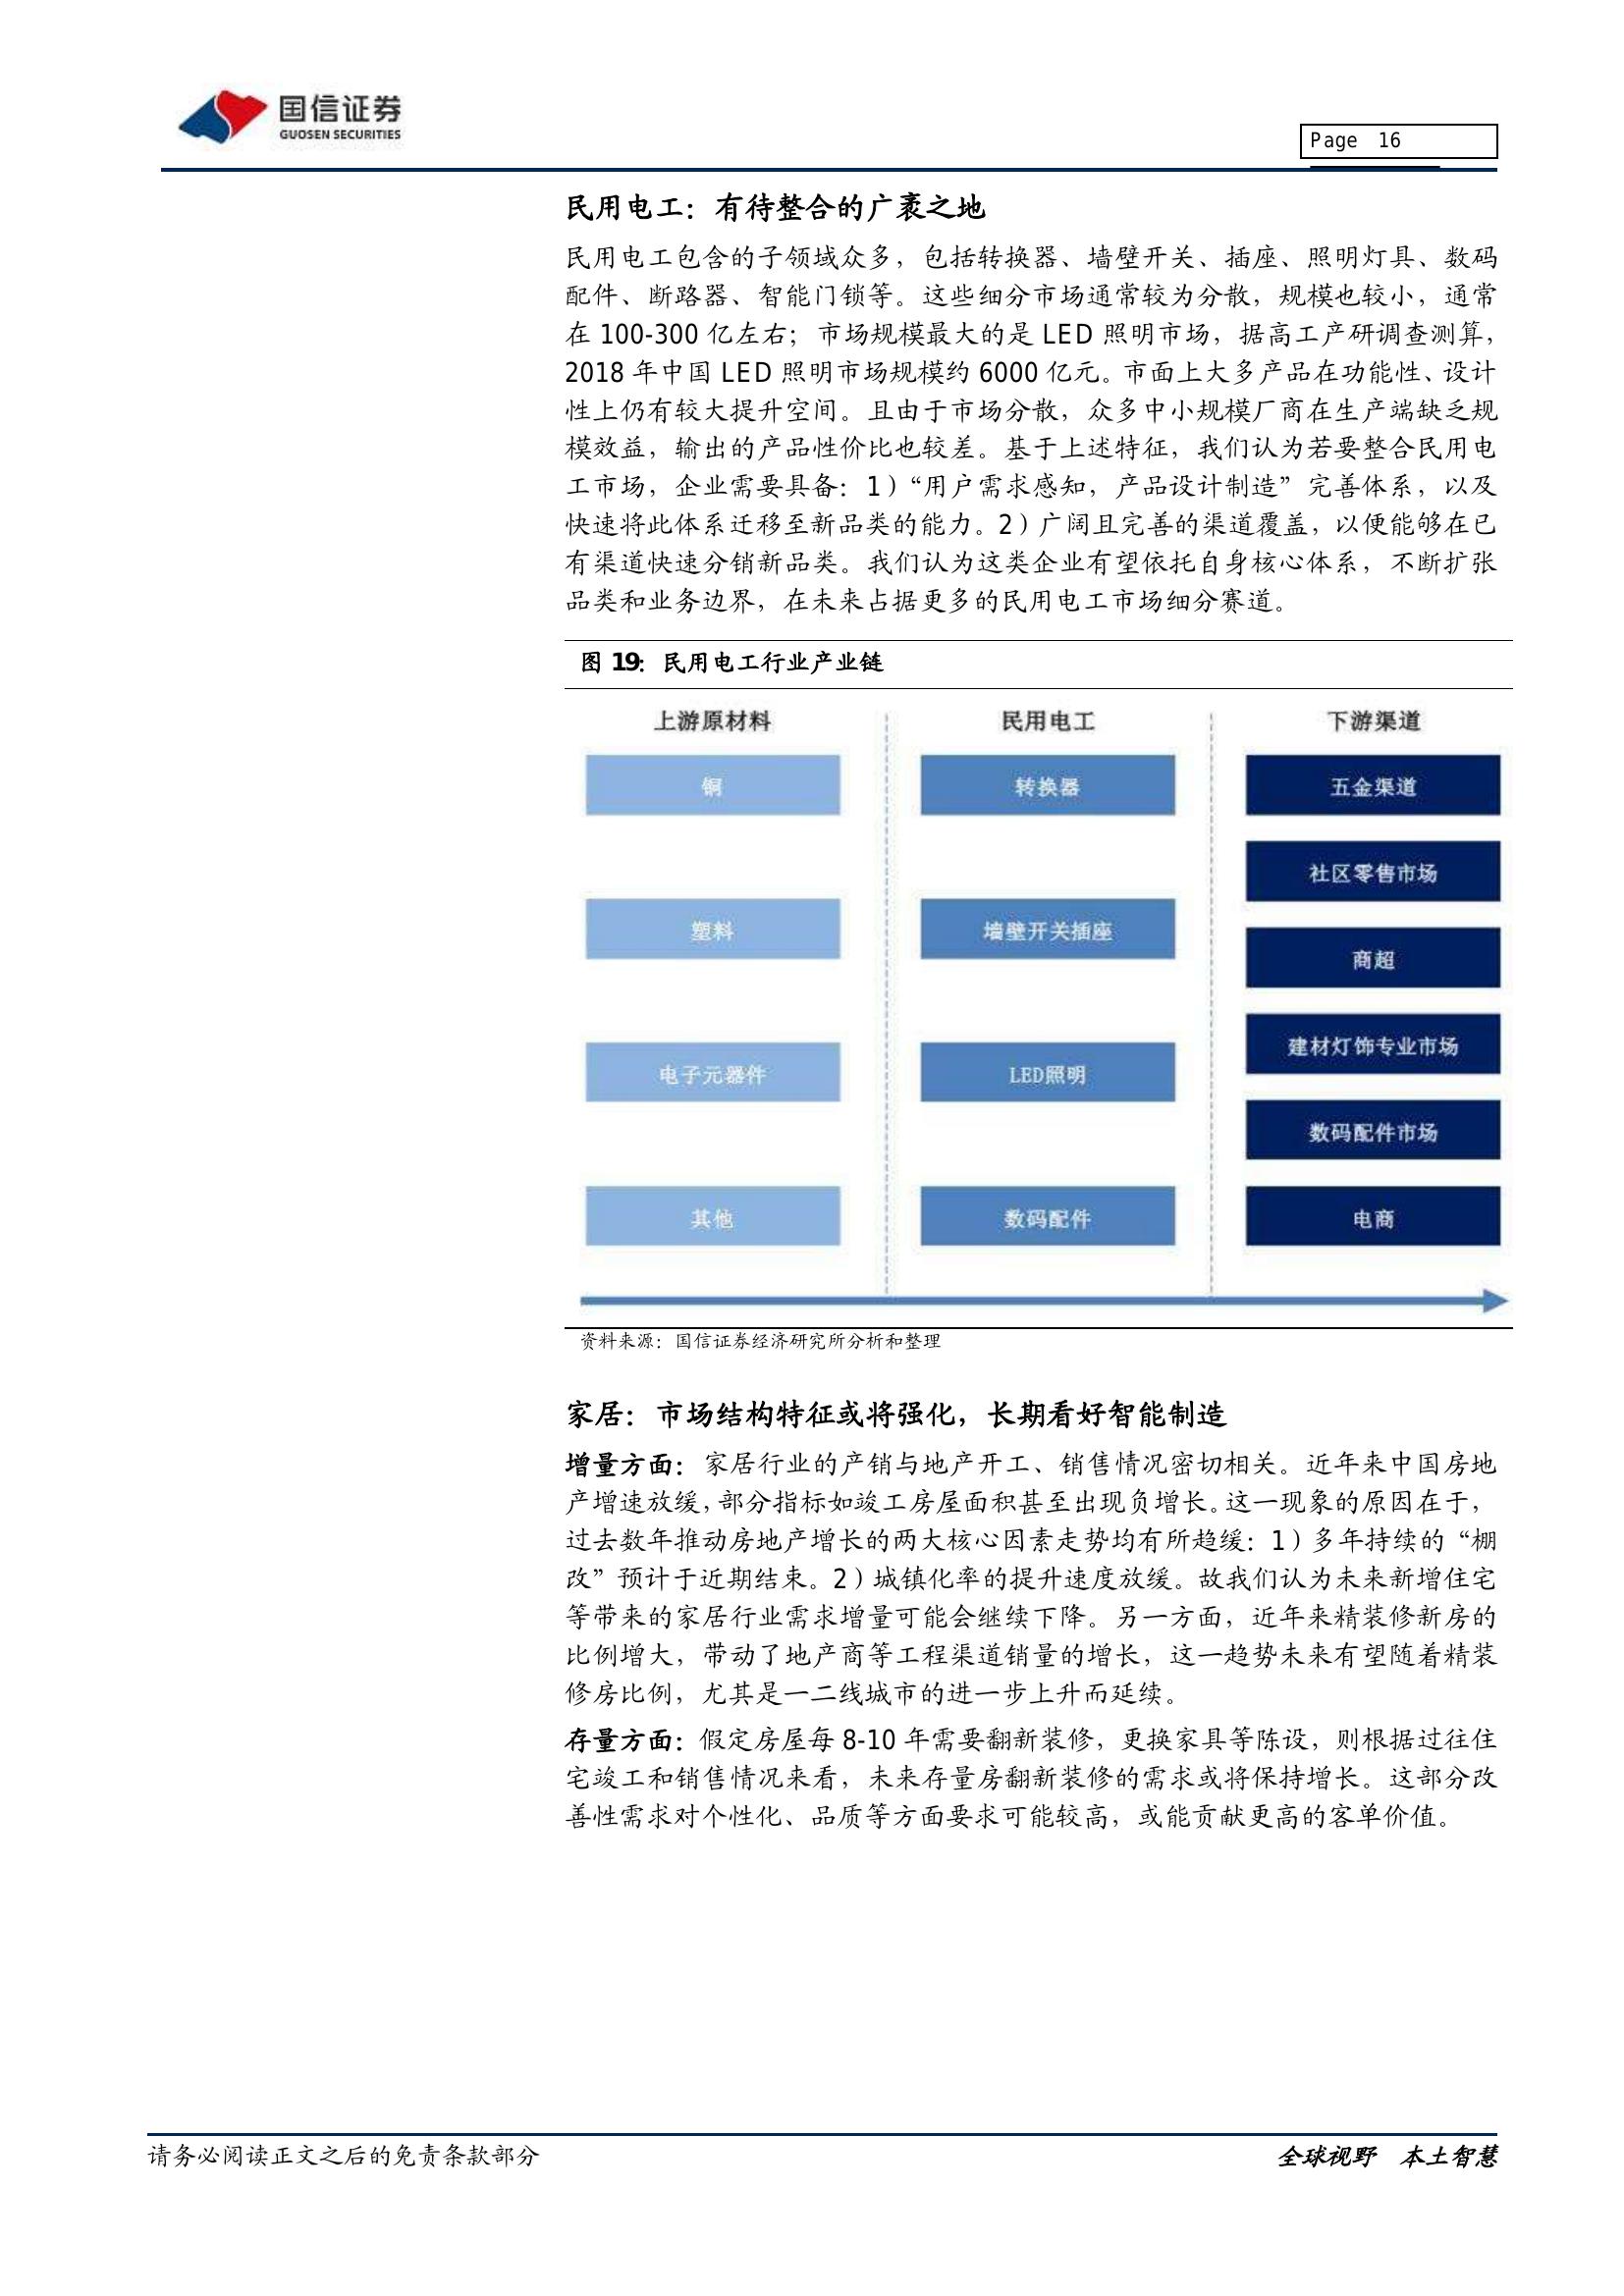 国信证券
GUOSEN SECURITIES
Page 16
民用电工：有待整合的广袤之地
民用电工包含的子领域众多，包括转换器、墙壁开关、插座、照明灯具、数码
配件、断路器、智能门锁等。这些细分市场通常较为分散，规模也较小，通常
在 100-300 亿左右；市场规模最大的是 LED 照明市场，据高工产研调查测算，
2018 年中国 LED 照明市场规模约 6000 亿元。市面上大多产品在功能性、设计
性上仍有较大提升空间。且由于市场分散，众多中小规模厂商在生产端缺乏规
模效益，输出的产品性价比也较差。基于上述特征，我们认为若要整合民用电
工市场，企业需要具备：1）“用户需求感知，产品设计制造”完善体系，以及
快速将此体系迁移至新品类的能力。2）广阔且完善的渠道覆盖，以便能够在已
有渠道快速分销新品类。我们认为这类企业有望依托自身核心体系，不断扩张
品类和业务边界，在未来占据更多的民用电工市场细分赛道。
图 19：民用电工行业产业链
上游原材料
铜
塑料
电子元器件
其他
民用电工
转换器
墙壁开关插座
LED照明
数码配件
下游渠道
五金渠道
社区零售市场
商超
建材灯饰专业市场
数码配件市场
电商
资料来源：国信证券经济研究所分析和整理
家居：市场结构特征或将强化，长期看好智能制造
增量方面：家居行业的产销与地产开工、销售情况密切相关。近年来中国房地
产增速放缓，部分指标如竣工房屋面积甚至出现负增长。这一现象的原因在于，
过去数年推动房地产增长的两大核心因素走势均有所趋缓：1）多年持续的“棚
改”预计于近期结束。2）城镇化率的提升速度放缓。故我们认为未来新增住宅
等带来的家居行业需求增量可能会继续下降。另一方面，近年来精装修新房的
比例增大，带动了地产商等工程渠道销量的增长，这一趋势未来有望随着精装
修房比例，尤其是一二线城市的进一步上升而延续。
存量方面：假定房屋每 8-10 年需要翻新装修，更换家具等陈设，则根据过往住
宅竣工和销售情况来看，未来存量房翻新装修的需求或将保持增长。这部分改
善性需求对个性化、品质等方面要求可能较高，或能贡献更高的客单价值。
请务必阅读正文之后的免责条款部分
全球视野 本土智慧